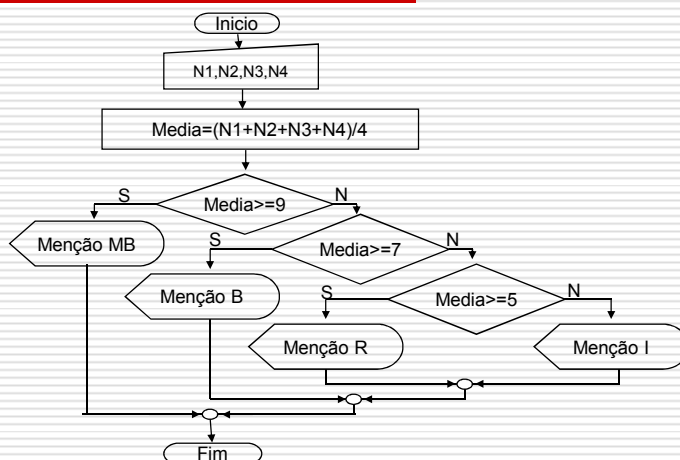 Inicio
N1,N2,N3,N4
Media=(N1+N2+N3+N4)/4
S
Media>=9
N
Menção MB
S
Media>=7
N
Menção B
S
Media>=5
N
Menção R
Menção I
Fim